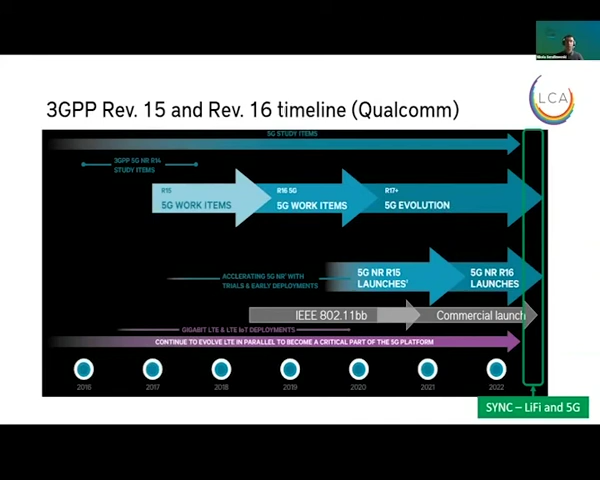 LCA
3GPP Rev. 15 and Rev. 16 timeline (Qualcomm)
5G STUDY ITEMS
3GPP 5G NR R14
STUDY ITEMS
R15
5G WORK ITEMS
R16 5G
5G WORK ITEMS
R17+
5G EVOLUTION
ACCLERATING 5G NR' WITH
TRIALS & EARLY DEPLOYMENTS
5G NR R15
LAUNCHES'
5G NR R16
LAUNCHES
IEEE 802.11bb
Commercial launch
GIGABIT LTE & LTE IoT DEPLOYMENTS
CONTINUE TO EVOLVE LTE IN PARALLEL TO BECOME A CRITICAL PART OF THE 5G PLATFORM
2016
2017
2018
2019
2020
2021
2022
SYNC – LiFi and 5G